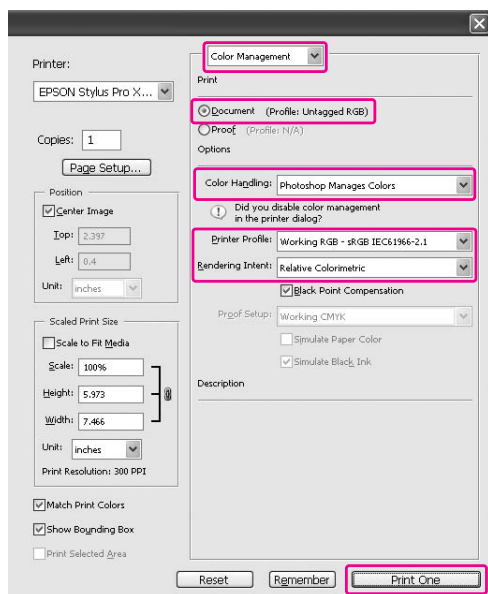 Printer:
EPSON Stylus Pro X...
Copies: 1
Page Setup...
Position
Center Image
Top: 2.397
Left: 0.4
Unit: inches
Scaled Print Size
Scale to Fit Media
Scale: 100%
Height: 5.973
Width: 7.466
Unit: inches
Print Resolution: 300 PPI
Match Print Colors
Show Bounding Box
Print Selected Area
Color Management
Print
Document (Profile: Untagged RGB)
Proof (Profile: N/A)
Options
Color Handling: Photoshop Manages Colors
Did you disable color management
in the printer dialog?
Printer Profile: Working RGB - sRGB IEC61966-2.1
Rendering Intent: Relative Colorimetric
Black Point Compensation
Proof Setup: Working CMYK
Simulate Paper Color
Simulate Black Ink
Description
Reset Remember Print One